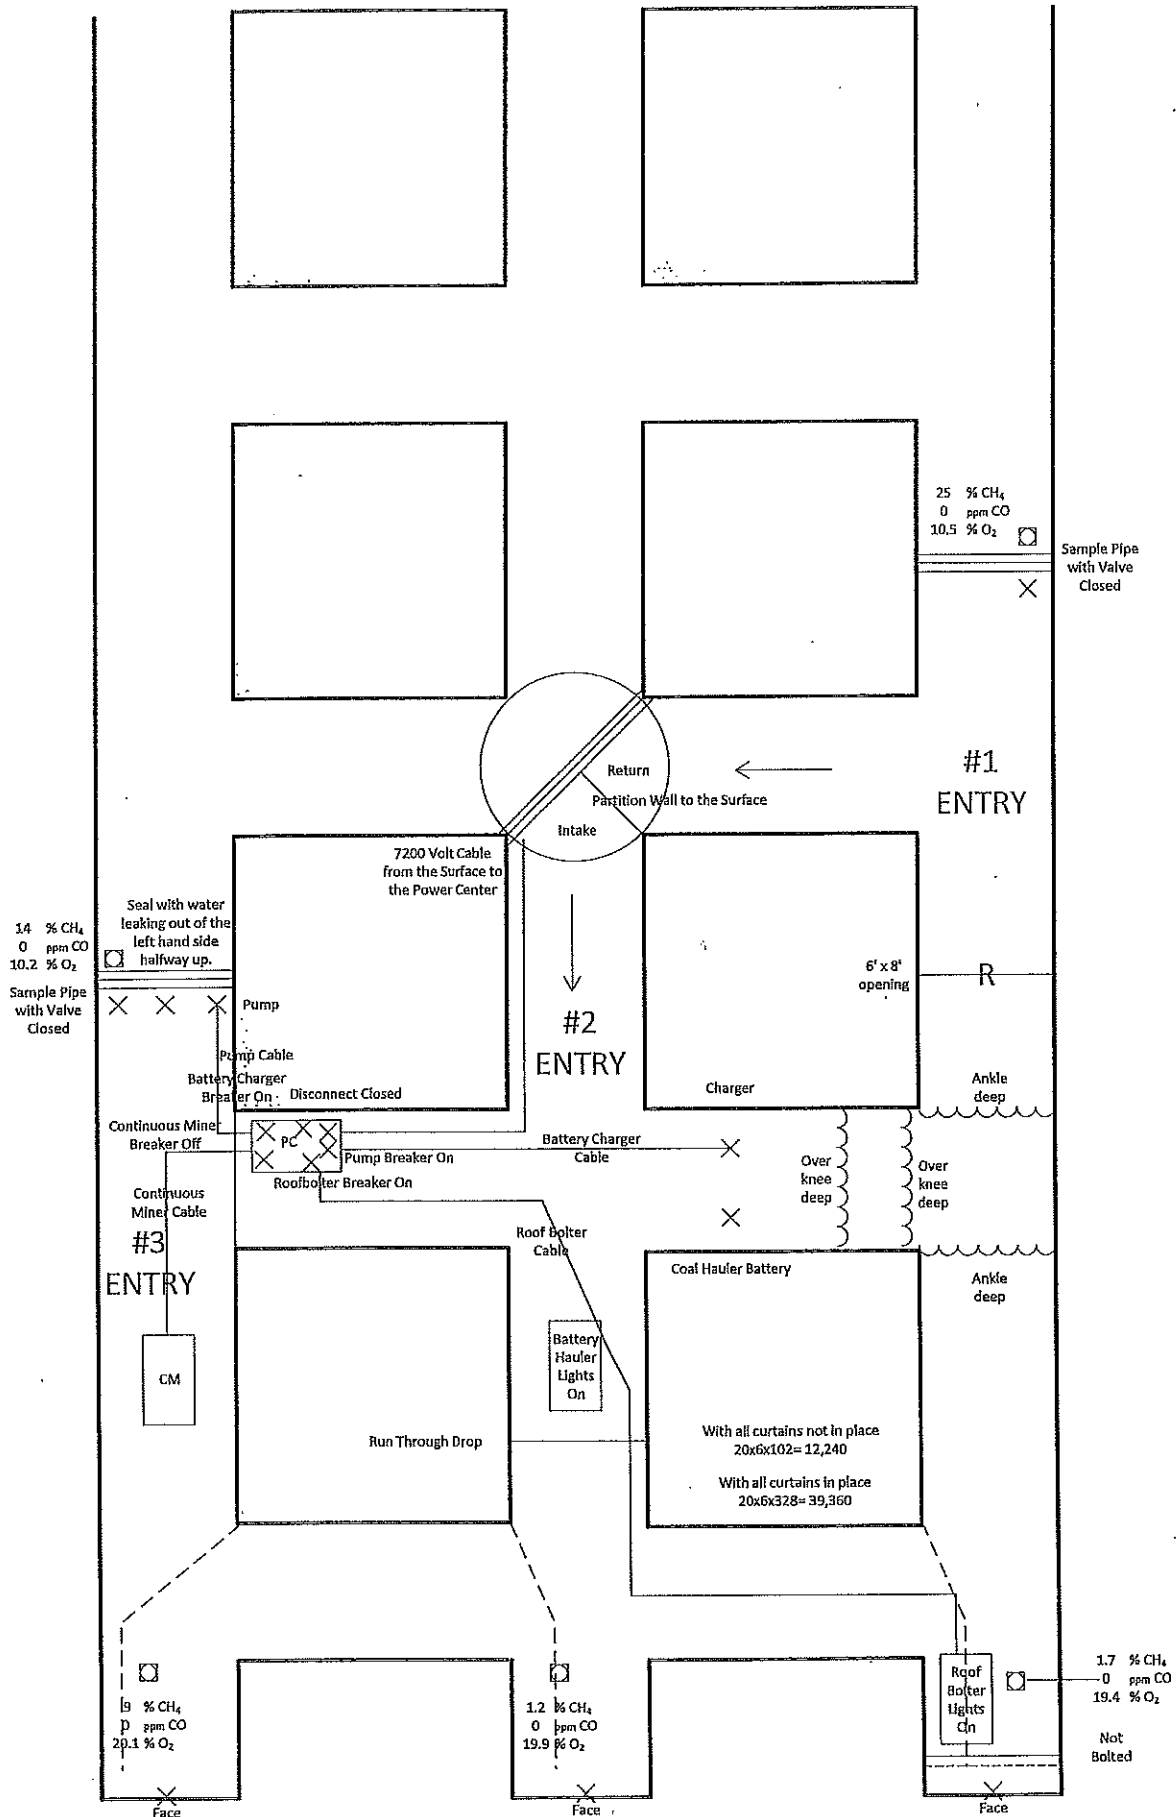 25 % CH₄
0 ppm CO
10.5 % O₂
Sample Pipe
with Valve
Closed
#1
ENTRY
Return
Partition Wall to the Surface
Intake
7200 Volt Cable
from the Surface to
the Power Center
Seal with water
leaking out of the
left hand side
halfway up.
14 % CH₄
0 ppm CO
10.2 % O₂
Sample Pipe
with Valve
Closed
Pump
6' x 8'
opening
R
#2
ENTRY
Pump Cable
Battery Charger
Breaker On
Disconnect Closed
Charger
Ankle
deep
Continuous Miner
Breaker Off
PC
Pump Breaker On
Roofbolter Breaker On
Battery Charger
Cable
Over
knee
deep
Over
knee
deep
Continuous
Miner Cable
#3
ENTRY
Roof Bolter
Cable
Coal Hauler Battery
Ankle
deep
CM
Battery
Hauler
Lights
On
Run Through Drop
With all curtains not in place
20x6x102= 12,240
With all curtains in place
20x6x328= 39,360
9 % CH₄
0 ppm CO
20.1 % O₂
1.2 % CH₄
0 ppm CO
19.9 % O₂
Roof
Bolter
Lights
On
1.7 % CH₄
0 ppm CO
19.4 % O₂
Not
Bolted
Face
Face
Face